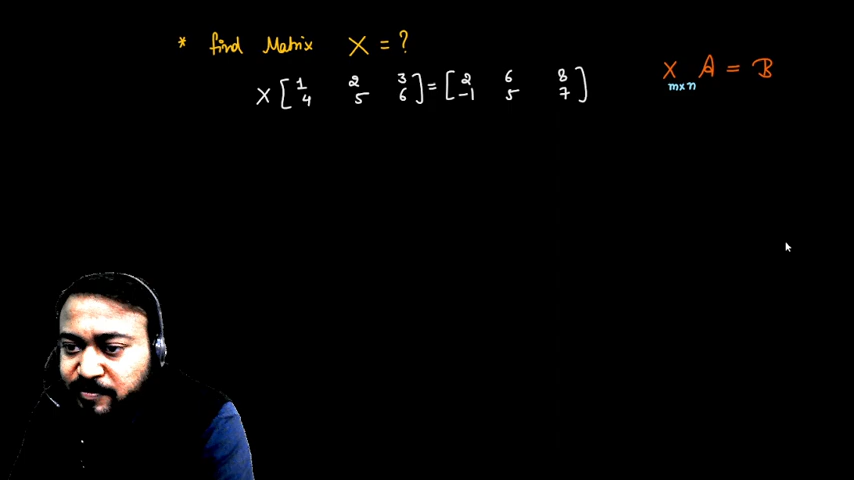 * find Matrix X = ?
X [ 1 2 3 ] = [ 2 6 8 ]
4 5 6 -1 5 7
X A = B
m×n